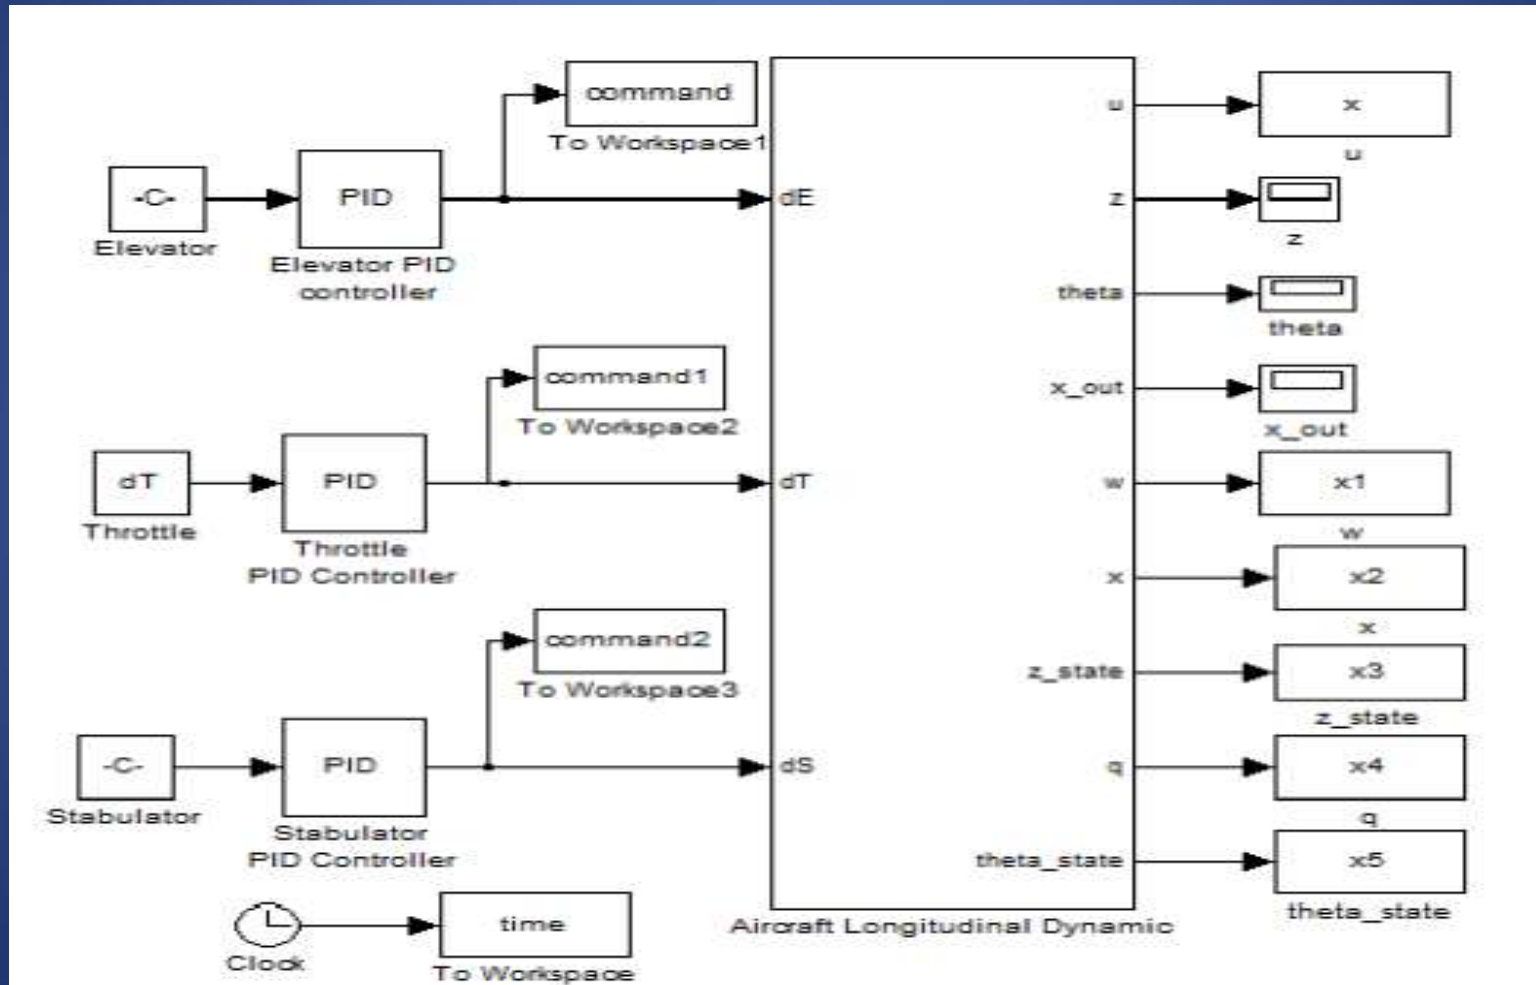 command
To Workspace1
-C-
Elevator
PID
Elevator PID
controller
command1
To Workspace2
dT
Throttle
PID
Throttle
PID Controller
command2
To Workspace3
-C-
Stabulator
PID
Stabulator
PID Controller
Clock
time
To Workspace
dE
dT
dS
u
z
theta
x_out
w
x
z_state
q
theta_state
Aircraft Longitudinal Dynamic
x
u
z
theta
x_out
x1
w
x2
x
x3
z_state
x4
q
x5
theta_state